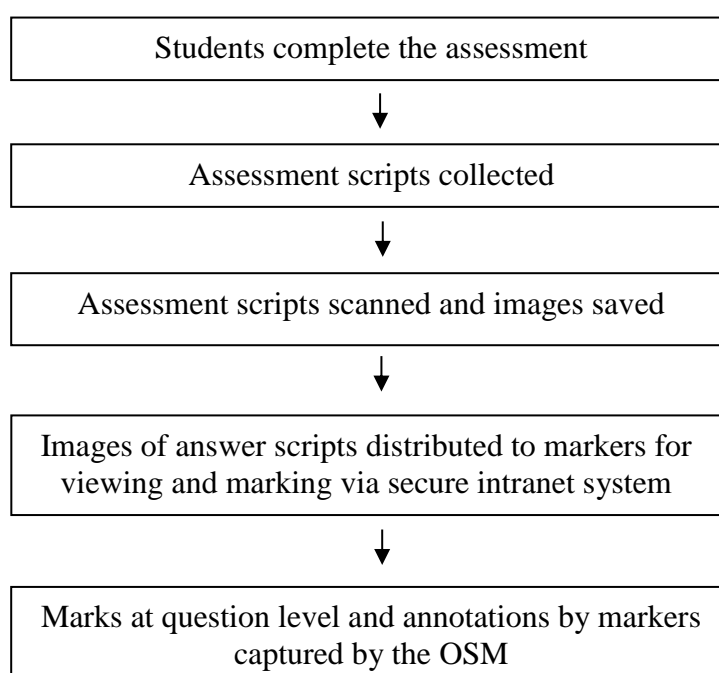 Students complete the assessment
Assessment scripts collected
Assessment scripts scanned and images saved
Images of answer scripts distributed to markers for
viewing and marking via secure intranet system
Marks at question level and annotations by markers
captured by the OSM